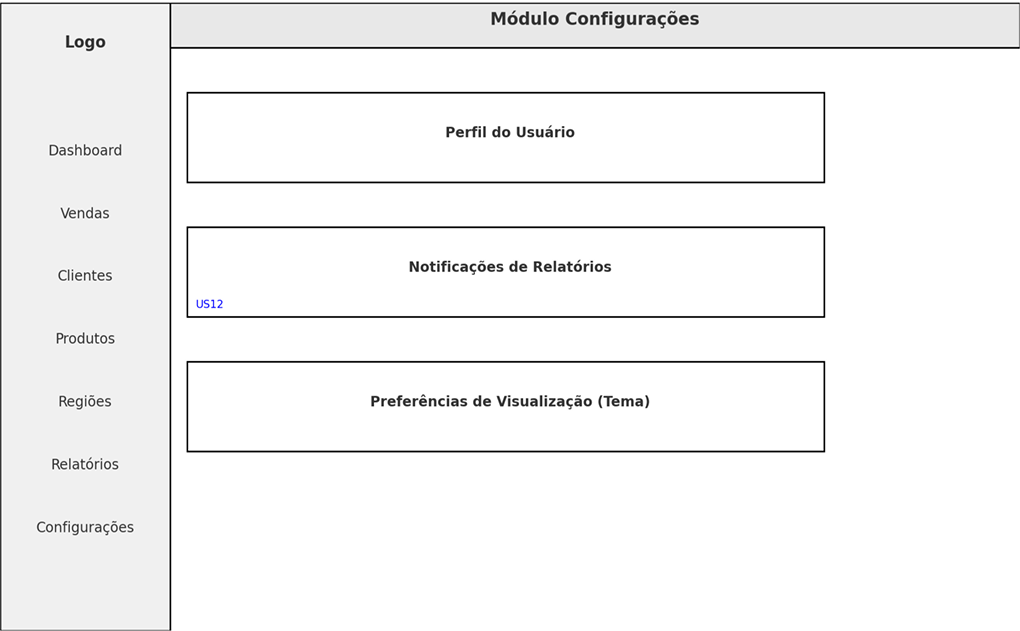 Logo
Dashboard
Vendas
Clientes
Produtos
Regiões
Relatórios
Configurações
Módulo Configurações
Perfil do Usuário
Notificações de Relatórios
US12
Preferências de Visualização (Tema)